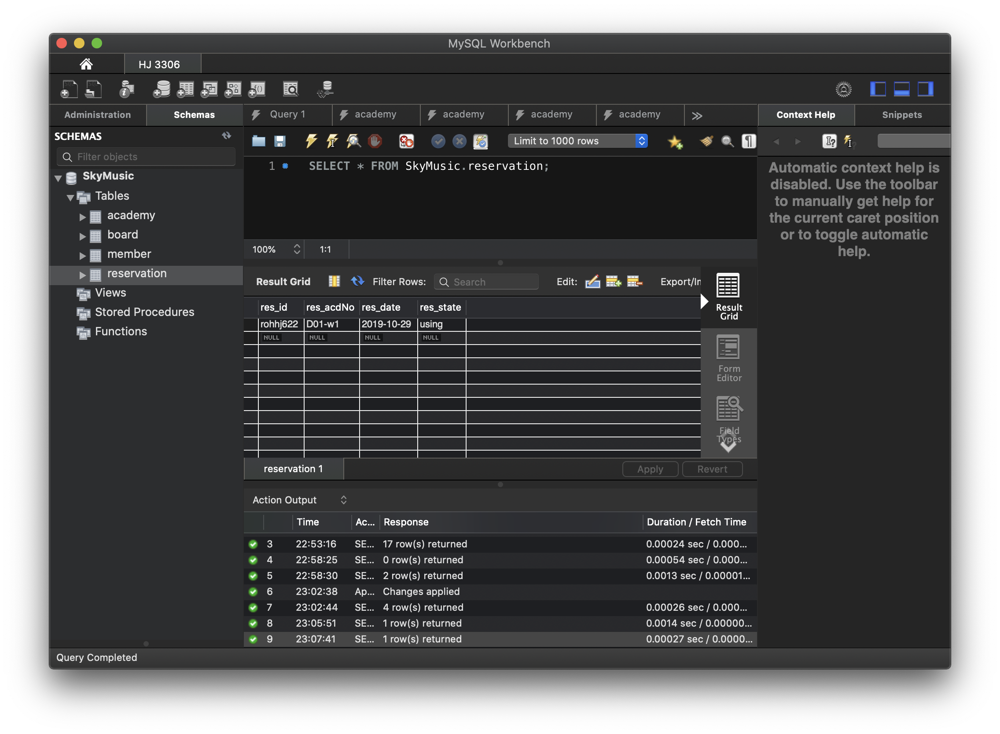 MySQL Workbench
HJ 3306
Administration
Schemas
Query 1
academy
academy
academy
academy
Context Help
Snippets
SCHEMAS
Filter objects
Limit to 1000 rows
SkyMusic
Tables
academy
board
member
reservation
Views
Stored Procedures
Functions
1 SELECT * FROM SkyMusic.reservation;
Automatic context help is
disabled. Use the toolbar
to manually get help for
the current caret position
or to toggle automatic
help.
100% 1:1
Result Grid Filter Rows: Search Edit: Export/Im
res_id res_acdNo res_date res_state
rohhj622 D01-w1 2019-10-29 using
NULL NULL NULL NULL
Result
Grid
Form
Editor
Field
Types
reservation 1
Apply
Revert
Action Output
Time Ac... Response Duration / Fetch Time
3 22:53:16 SE... 17 row(s) returned 0.00024 sec / 0.000...
4 22:58:25 SE... 0 row(s) returned 0.00054 sec / 0.000...
5 22:58:30 SE... 2 row(s) returned 0.0013 sec / 0.00001...
6 23:02:38 Ap... Changes applied
7 23:02:44 SE... 4 row(s) returned 0.00026 sec / 0.000...
8 23:05:51 SE... 1 row(s) returned 0.0014 sec / 0.00000...
9 23:07:41 SE... 1 row(s) returned 0.00027 sec / 0.0000...
Query Completed